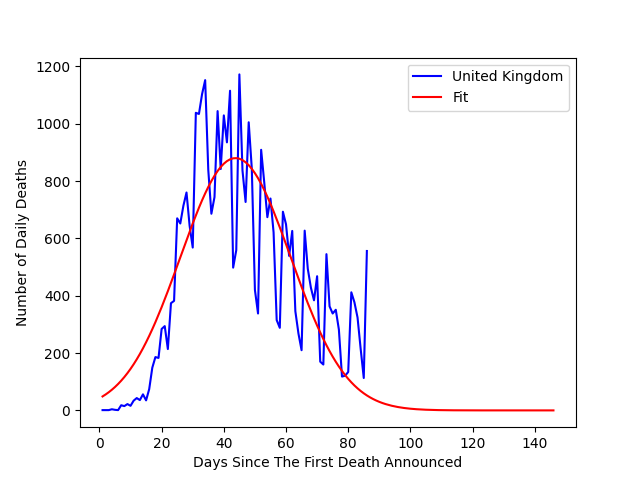 United Kingdom
Fit
1200
1000
800
600
400
200
0
Number of Daily Deaths
0 20 40 60 80 100 120 140
Days Since The First Death Announced